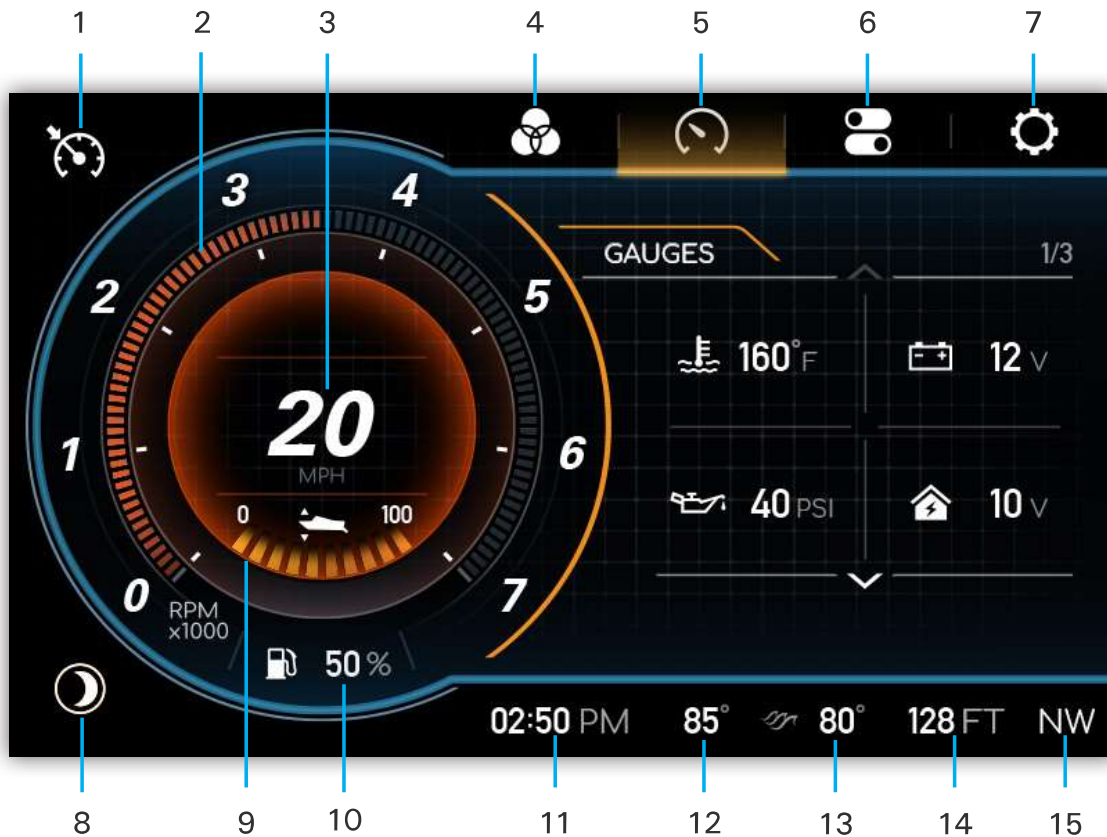 1 2 3 4 5 6 7
3 4
GAUGES 1/3
2 5
160°F 12 V
20
1 6
MPH
0 100
40 PSI 10 V
0 7
RPM
x1000
50 %
02:50 PM 85° 80° 128 FT NW
8 9 10 11 12 13 14 15